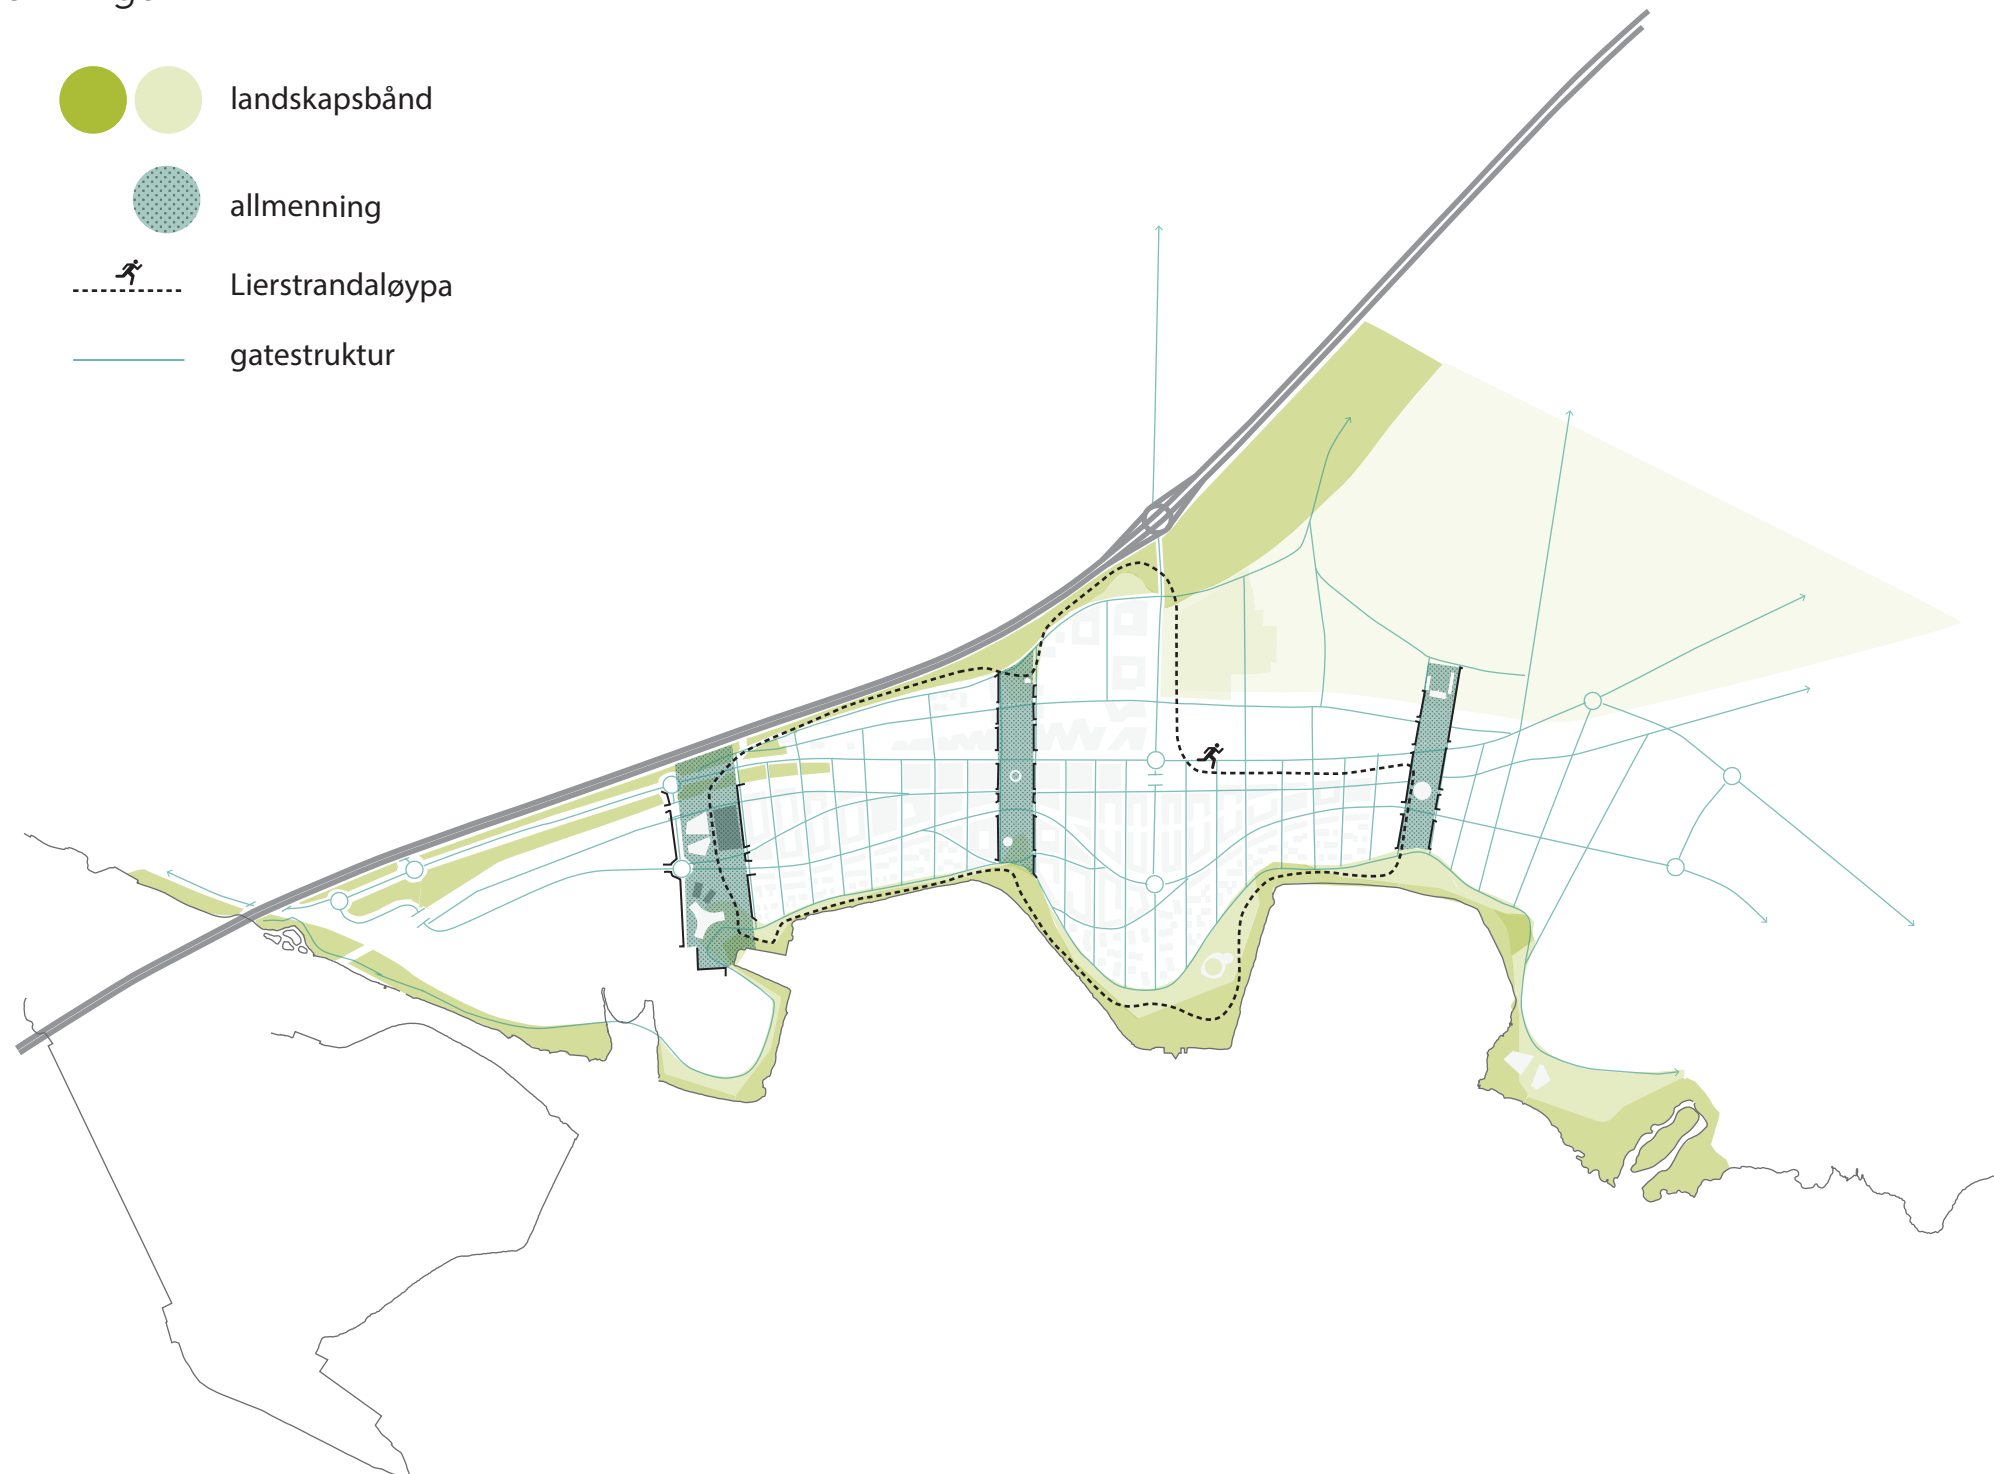 landskapsbånd
allmenning
Lierstrandaløypa
gatestruktur